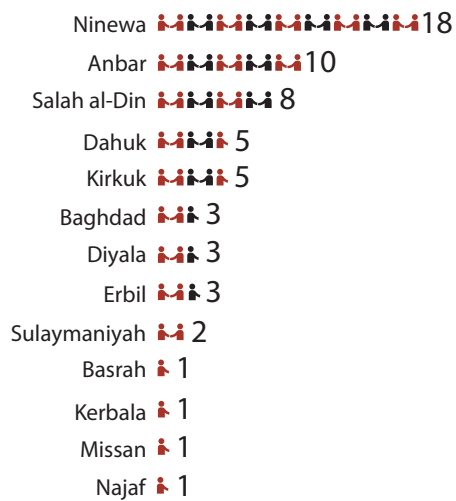 Ninewa 18
Anbar 10
Salah al-Din 8
Dahuk 5
Kirkuk 5
Baghdad 3
Diyala 3
Erbil 3
Sulaymaniyah 2
Basrah 1
Kerbala 1
Missan 1
Najaf 1